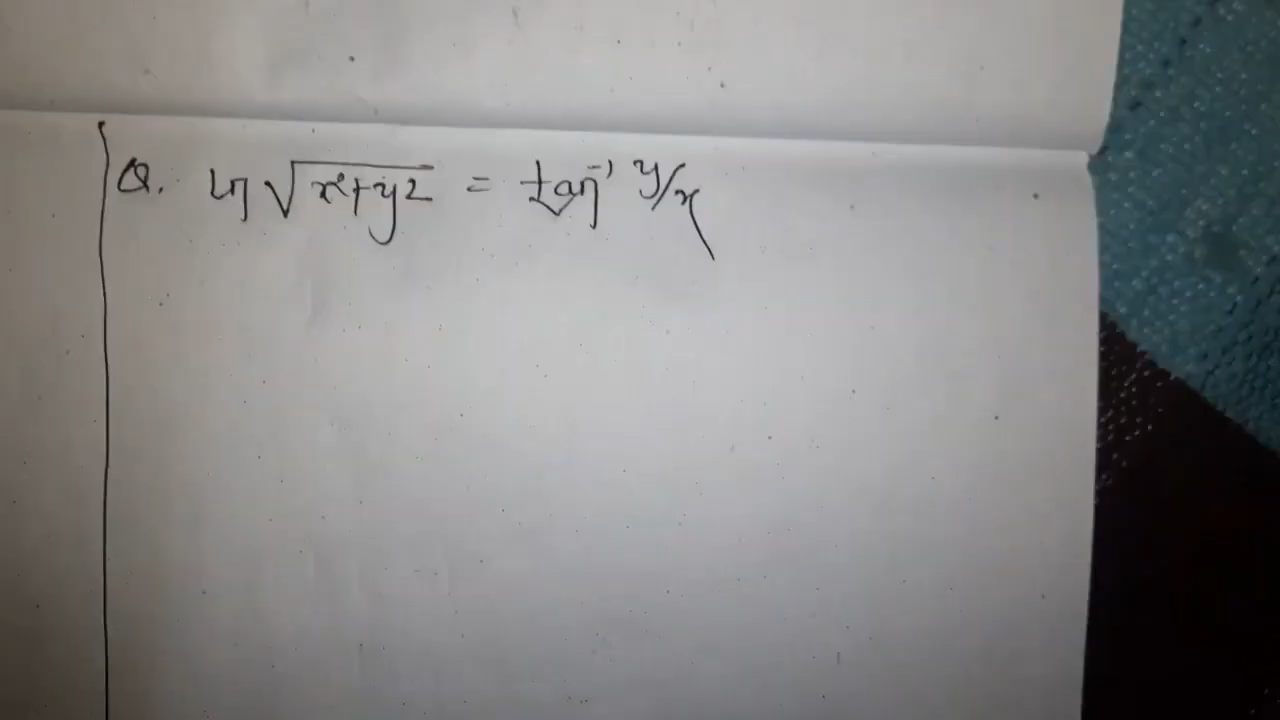 Q. ln √x²+y2 = tan⁻¹ y/x